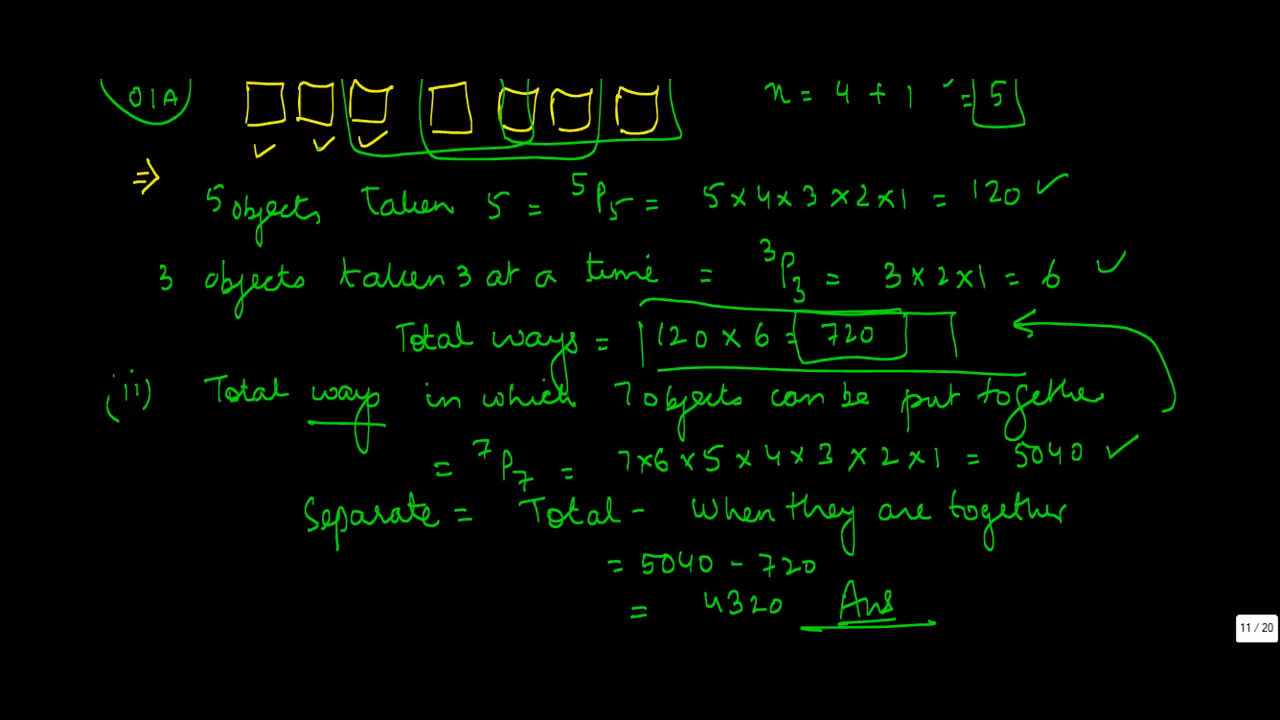 OIA n = 4 + 1 = 5
5 objects Taken 5 = ⁵P₅ = 5×4×3×2×1 = 120 ✓
3 objects taken 3 at a time = ³P₃ = 3×2×1 = 6 ✓
Total ways = 120 × 6 = 720
(ii) Total ways in which 7 objects can be put together
= ⁷P₇ = 7×6×5×4×3×2×1 = 5040 ✓
Separate = Total - When they are together
= 5040 - 720
= 4320 Ans
11 / 20